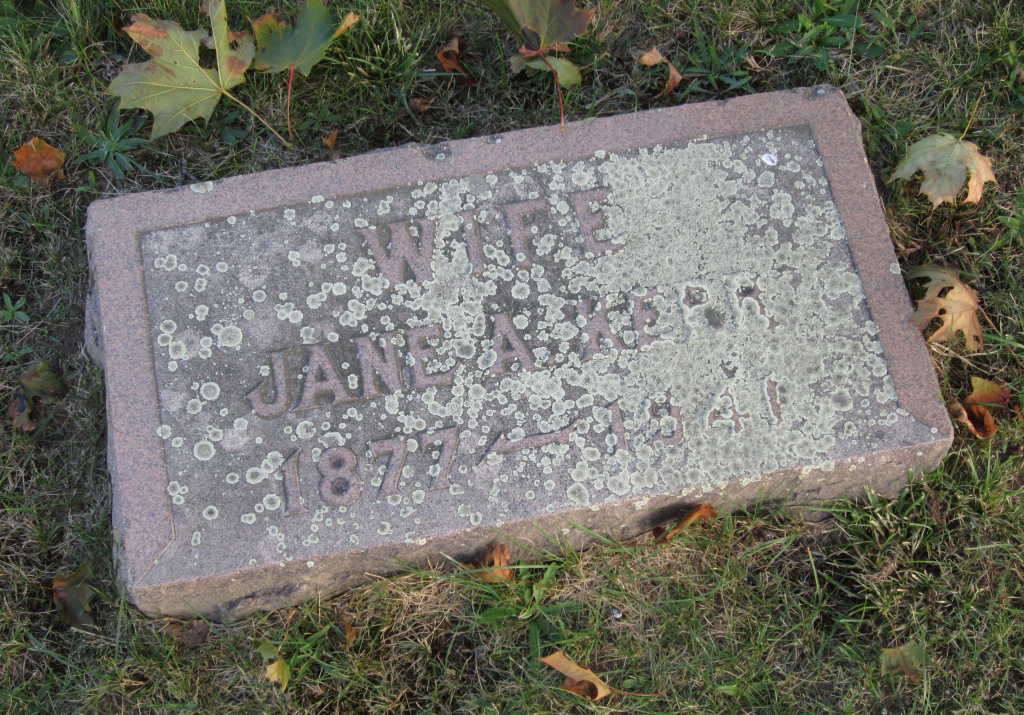 WIFE
JANE A.
1877 — 1941